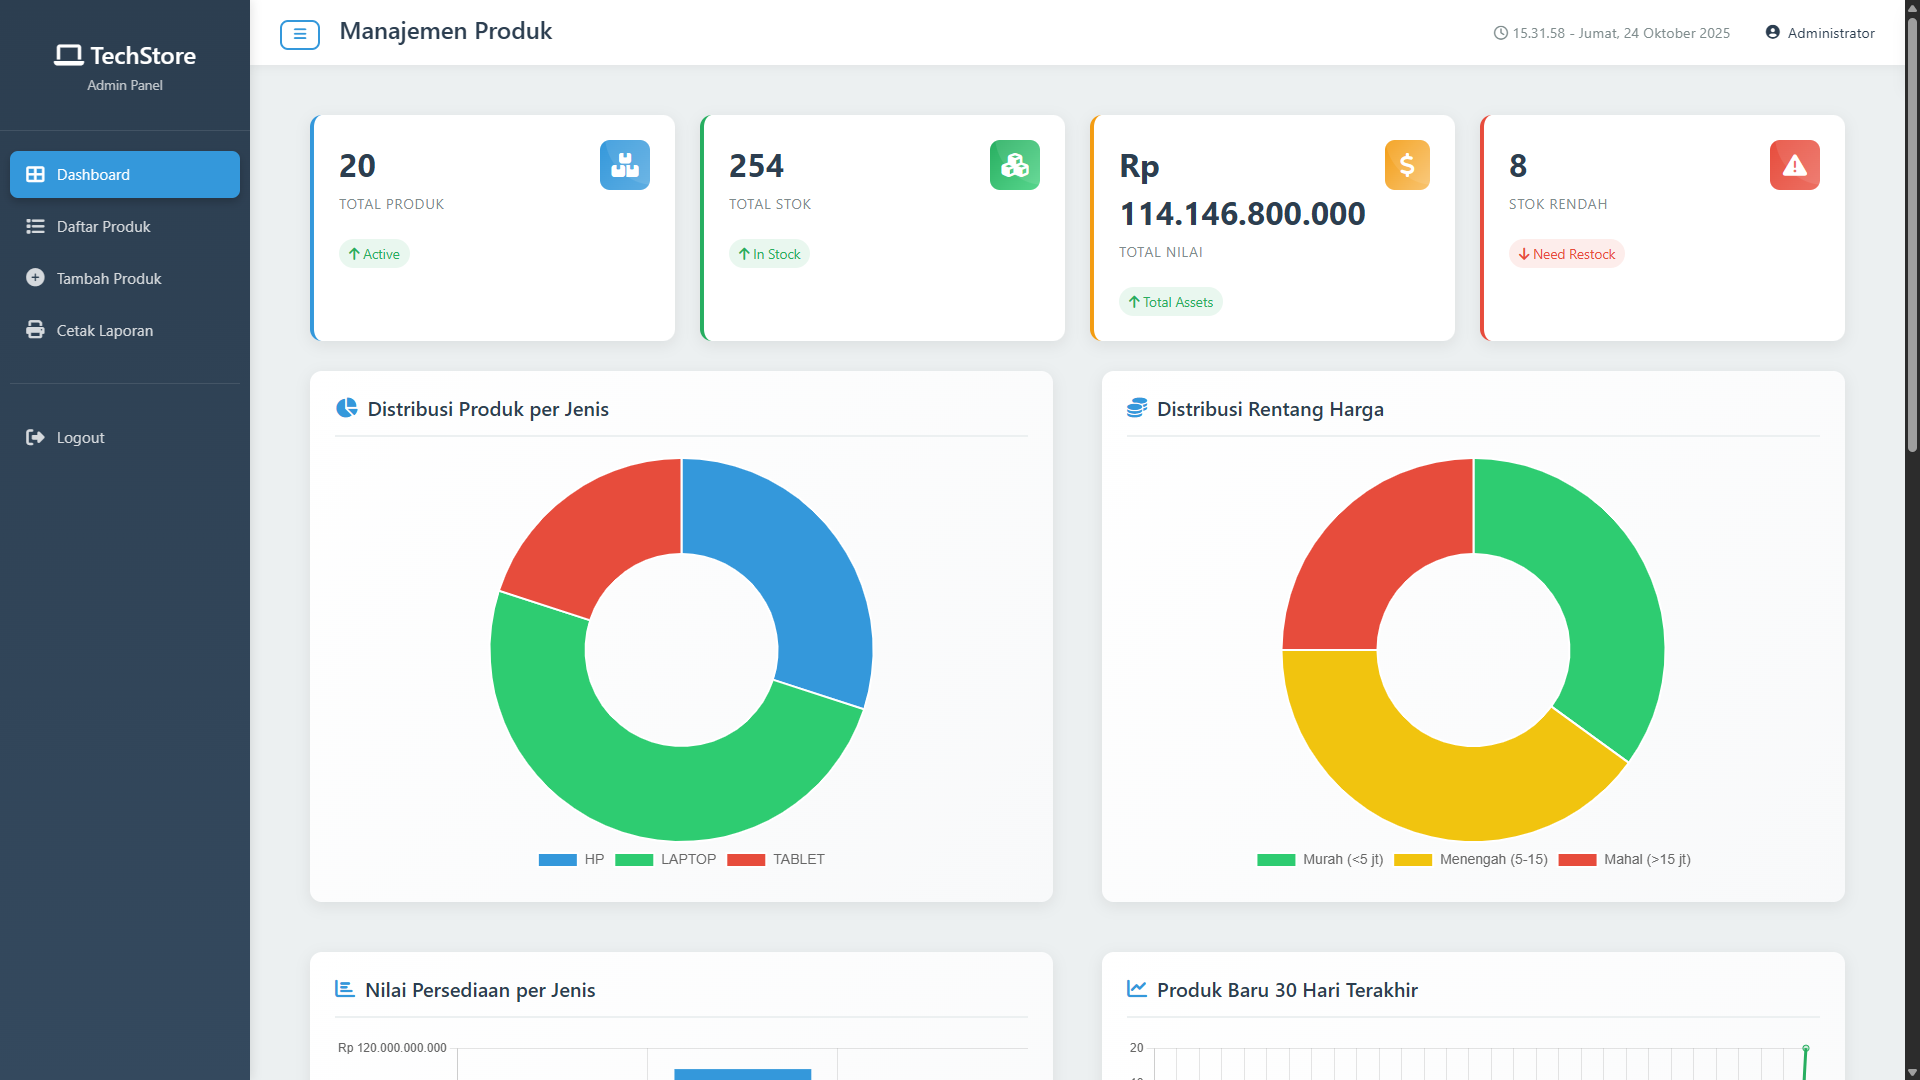 TechStore
Admin Panel
Dashboard
Daftar Produk
Tambah Produk
Cetak Laporan
Logout
Manajemen Produk
15.31.58 - Jumat, 24 Oktober 2025
Administrator
20
TOTAL PRODUK
Active
254
TOTAL STOK
In Stock
Rp
114.146.800.000
TOTAL NILAI
Total Assets
8
STOK RENDAH
Need Restock
Distribusi Produk per Jenis
HP LAPTOP TABLET
Distribusi Rentang Harga
Murah (<5 jt) Menengah (5-15) Mahal (>15 jt)
Nilai Persediaan per Jenis
Rp 120.000.000.000
Produk Baru 30 Hari Terakhir
20